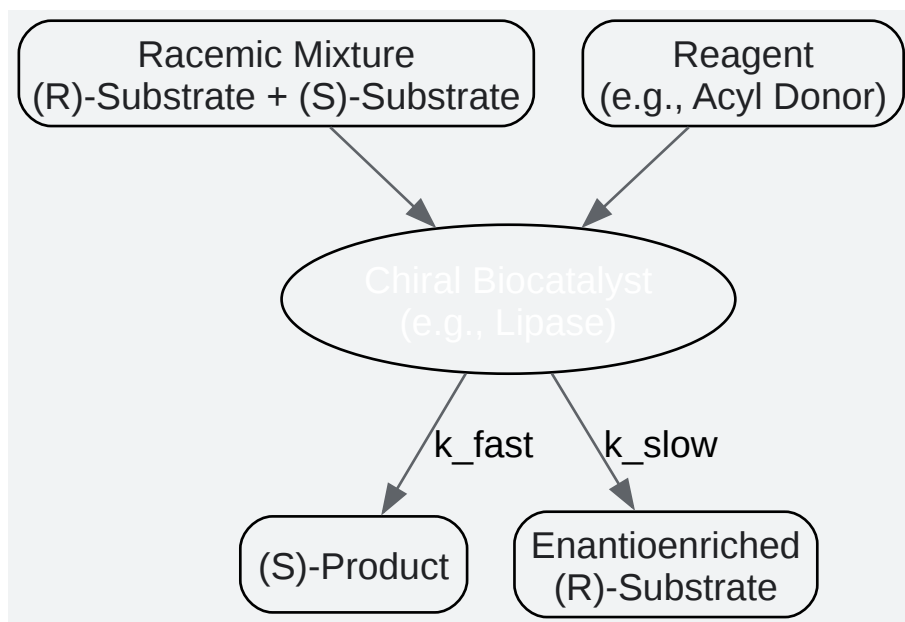 Racemic Mixture
(R)-Substrate + (S)-Substrate
Reagent
(e.g., Acyl Donor)
Chiral Biocatalyst
(e.g., Lipase)
k_fast
k_slow
(S)-Product
Enantioenriched
(R)-Substrate